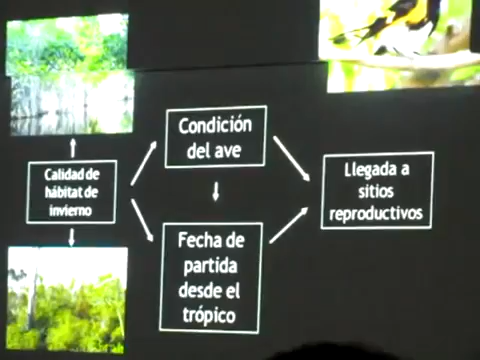 Condición
del ave
Calidad de
hábitat de
invierno
Llegada a
sitios
reproductivos
Fecha de
partida
desde el
trópico